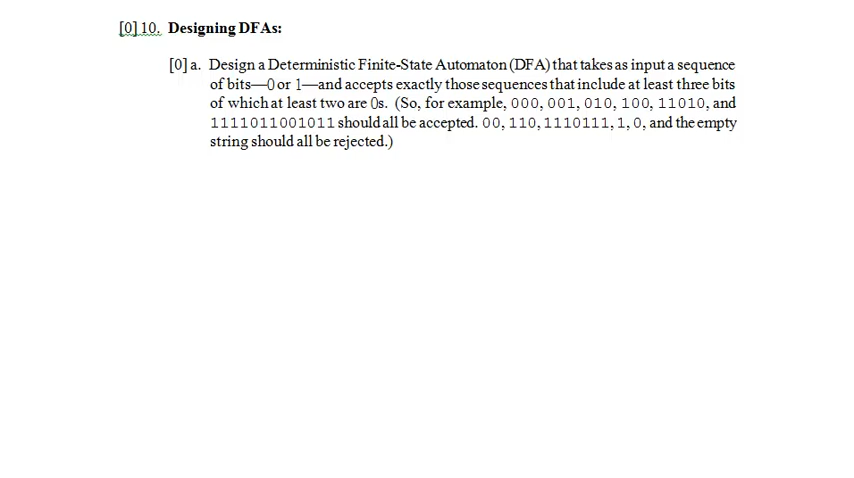 [0] 10. Designing DFAs:
[0] a. Design a Deterministic Finite-State Automaton (DFA) that takes as input a sequence
of bits—0 or 1—and accepts exactly those sequences that include at least three bits
of which at least two are 0s. (So, for example, 000, 001, 010, 100, 11010, and
1111011001011 should all be accepted. 00, 110, 1110111, 1, 0, and the empty
string should all be rejected.)